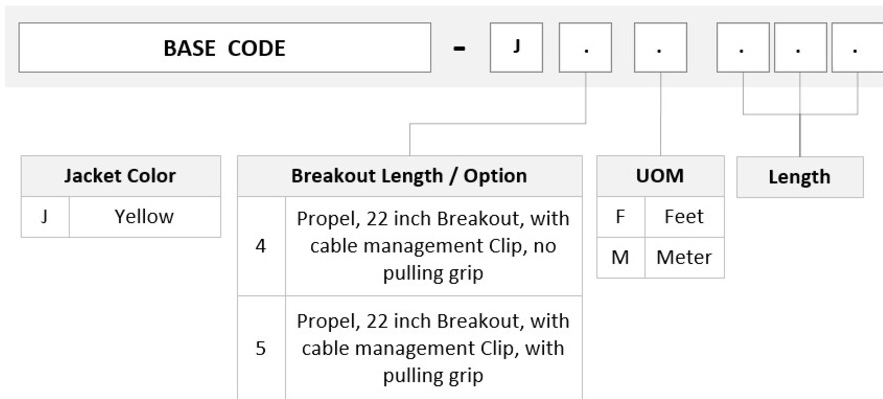 BASE CODE - J . . . . .
Jacket Color
J Yellow
Breakout Length / Option
4 Propel, 22 inch Breakout, with
cable management Clip, no
pulling grip
5 Propel, 22 inch Breakout, with
cable management Clip, with
pulling grip
UOM
F Feet
M Meter
Length